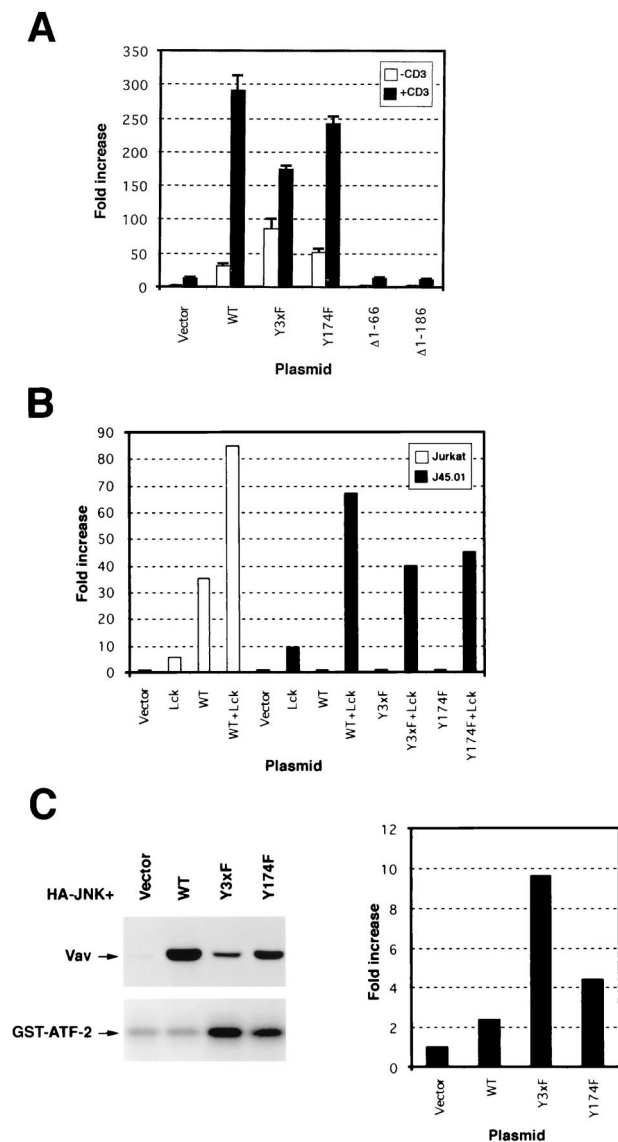 A
350
300
250
200
150
100
50
0
Fold increase
-CD3
+CD3
Vector
WT
Y3xF
Y174F
Δ1-66
Δ1-186
Plasmid
B
90
80
70
60
50
40
30
20
10
0
Fold increase
Jurkat
J45.01
Vector
Lck
WT
WT+Lck
Vector
Lck
WT
WT+Lck
Y3xF
Y3xF+Lck
Y174F
Y174F+Lck
Plasmid
C
HA-JNK+
Vector
WT
Y3xF
Y174F
Vav
GST-ATF-2
12
10
8
6
4
2
0
Fold increase
Vector
WT
Y3xF
Y174F
Plasmid